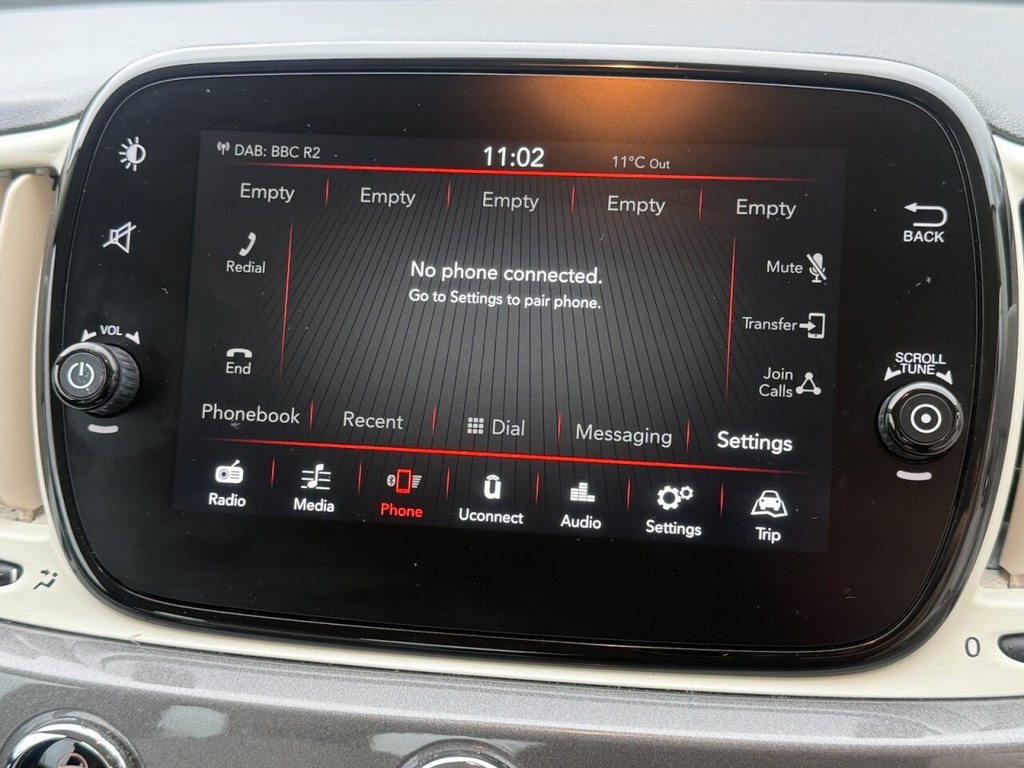 DAB: BBC R2
11:02
11°C Out
Empty
Empty
Empty
Empty
Empty
BACK
Redial
No phone connected.
Go to Settings to pair phone.
Mute
Transfer
VOL
End
Join
Calls
SCROLL
TUNE
Phonebook
Recent
Dial
Messaging
Settings
Radio
Media
Phone
Uconnect
Audio
Settings
Trip
0